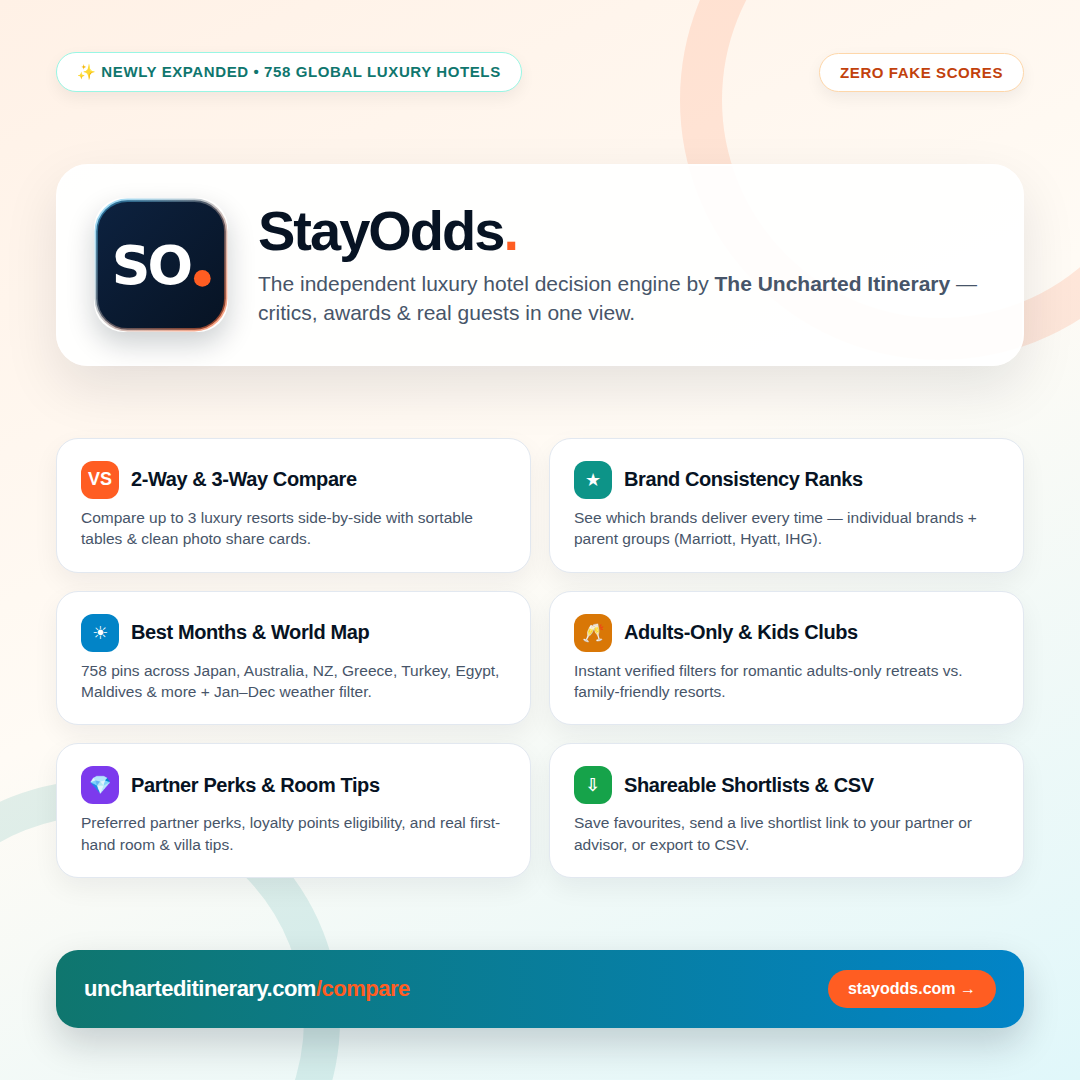 ✨ NEWLY EXPANDED • 758 GLOBAL LUXURY HOTELS
ZERO FAKE SCORES
SO.
StayOdds.
The independent luxury hotel decision engine by The Uncharted Itinerary —
critics, awards & real guests in one view.
VS 2-Way & 3-Way Compare
Compare up to 3 luxury resorts side-by-side with sortable
tables & clean photo share cards.
★ Brand Consistency Ranks
See which brands deliver every time — individual brands +
parent groups (Marriott, Hyatt, IHG).
☀ Best Months & World Map
758 pins across Japan, Australia, NZ, Greece, Turkey, Egypt,
Maldives & more + Jan–Dec weather filter.
🥂 Adults-Only & Kids Clubs
Instant verified filters for romantic adults-only retreats vs.
family-friendly resorts.
💎 Partner Perks & Room Tips
Preferred partner perks, loyalty points eligibility, and real first-
hand room & villa tips.
⇩ Shareable Shortlists & CSV
Save favourites, send a live shortlist link to your partner or
advisor, or export to CSV.
uncharteditinerary.com/compare
stayodds.com →